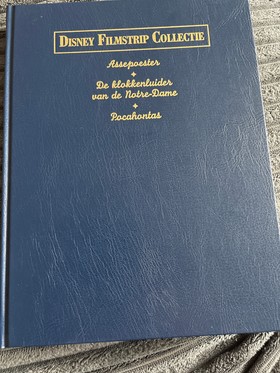 DISNEY FILMSTRIP COLLECTIE
Assepoester
+
De klokkenluider
van de Notre-Dame
+
Pocahontas